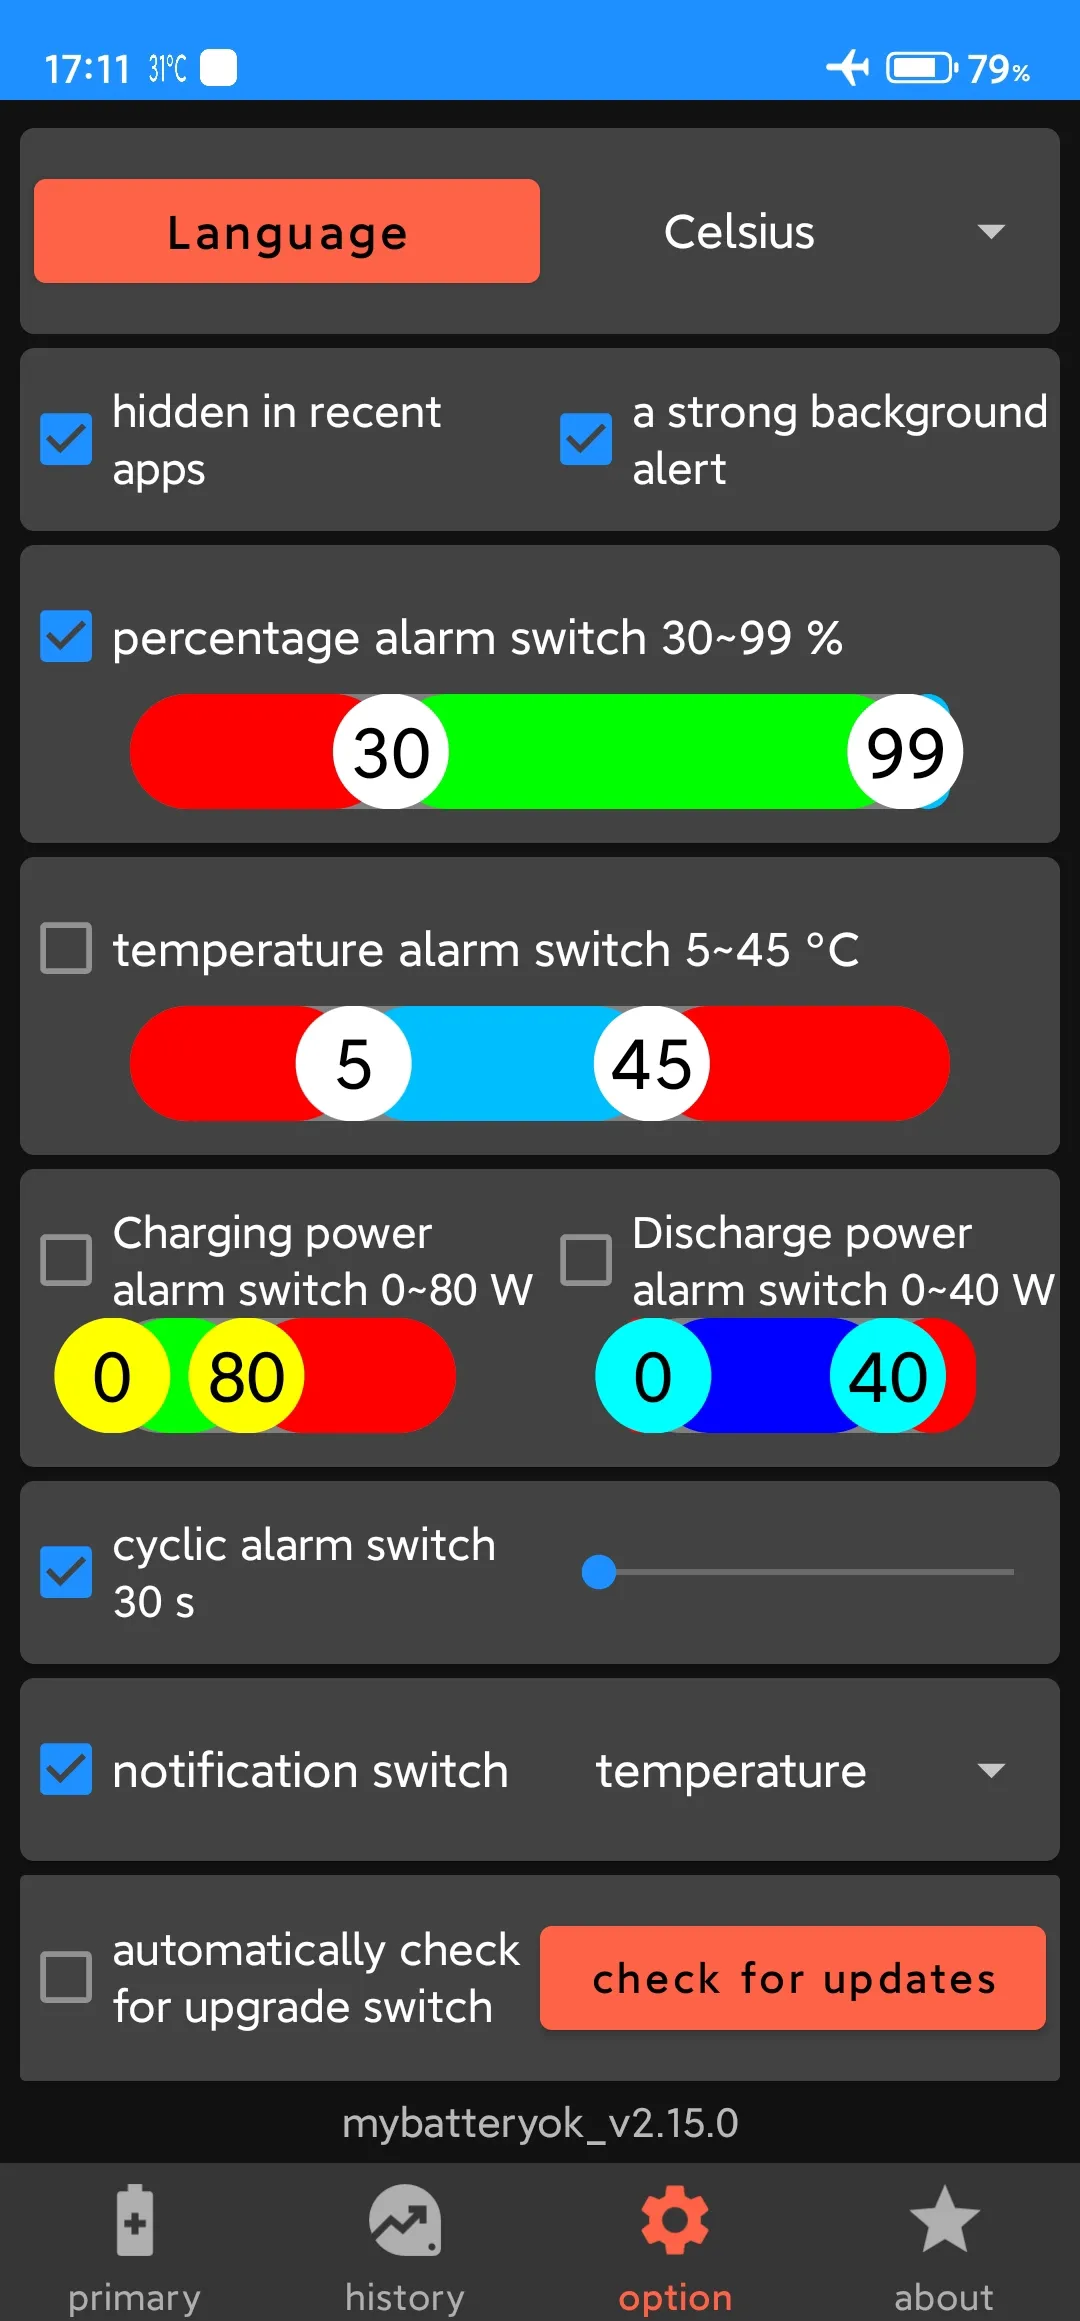 17:11 31°C 79%
Language Celsius
hidden in recent
apps
a strong background
alert
percentage alarm switch 30~99 %
30 99
temperature alarm switch 5~45 °C
5 45
Charging power
alarm switch 0~80 W
Discharge power
alarm switch 0~40 W
0 80 0 40
cyclic alarm switch
30 s
notification switch temperature
automatically check
for upgrade switch
check for updates
mybatteryok_v2.15.0
primary history option about